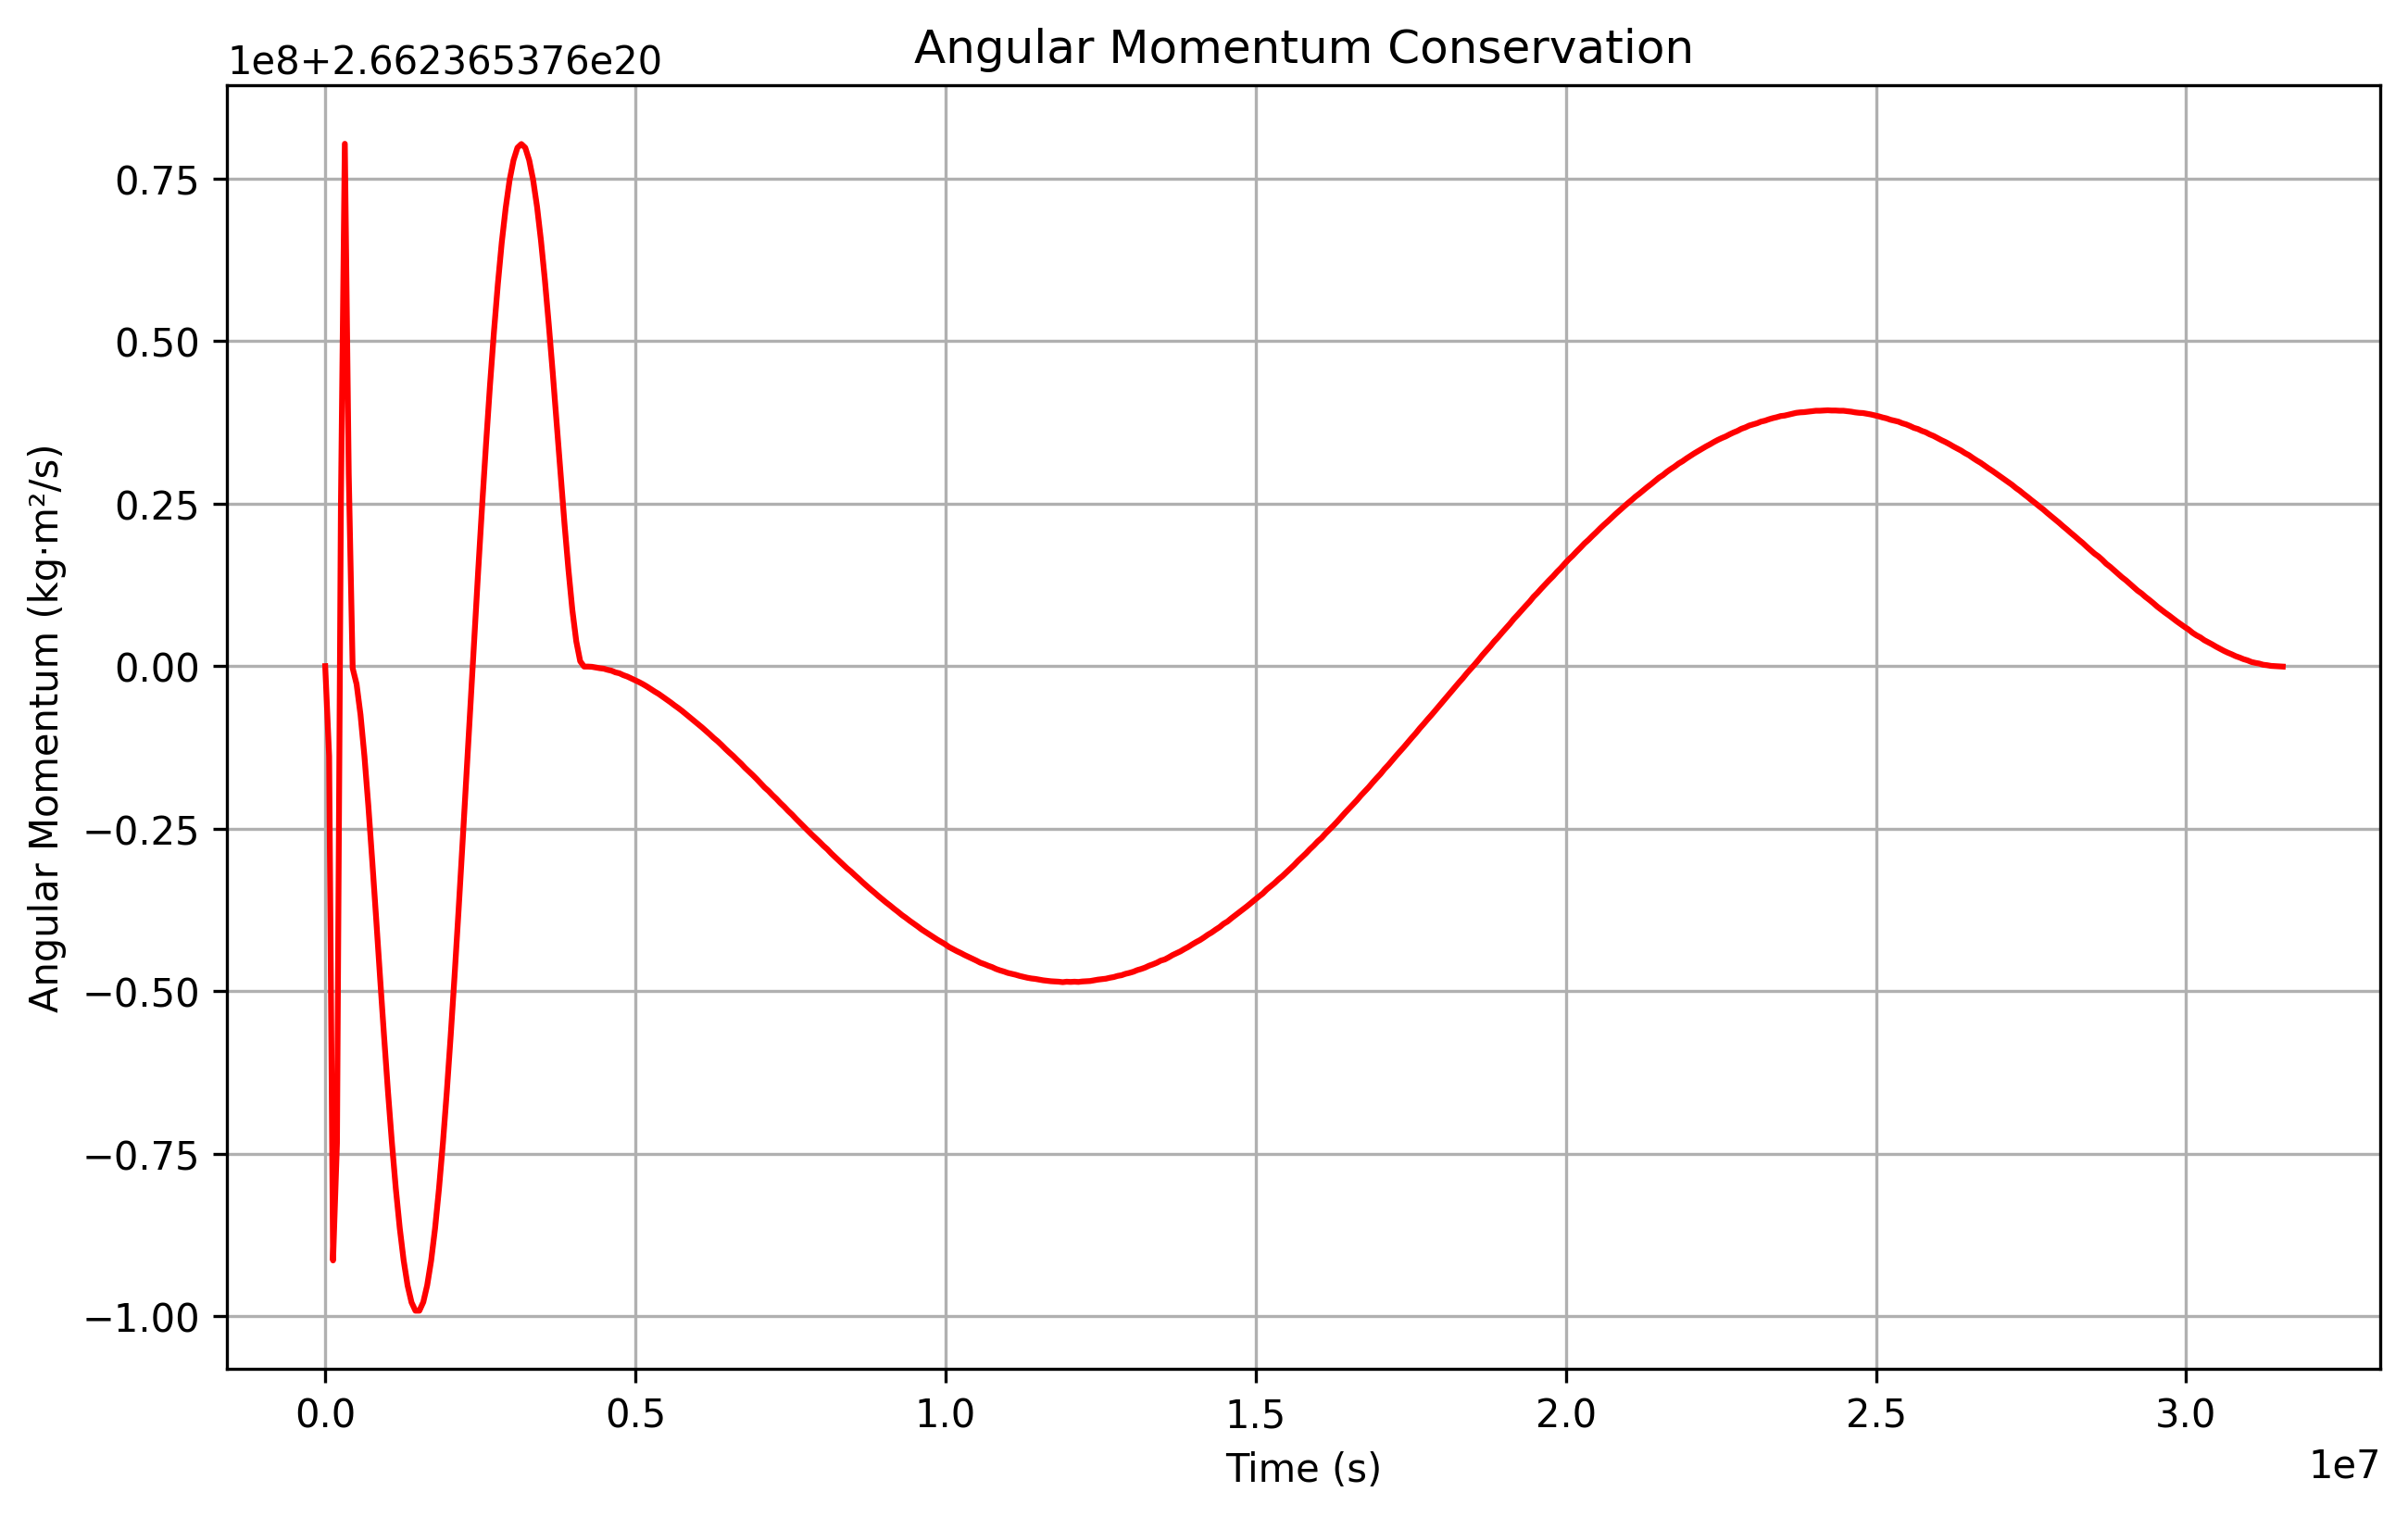 Angular Momentum Conservation
1e8+2.662365376e20
Angular Momentum (kg·m²/s)
0.75
0.50
0.25
0.00
−0.25
−0.50
−0.75
−1.00
0.0 0.5 1.0 1.5 2.0 2.5 3.0
1e7
Time (s)